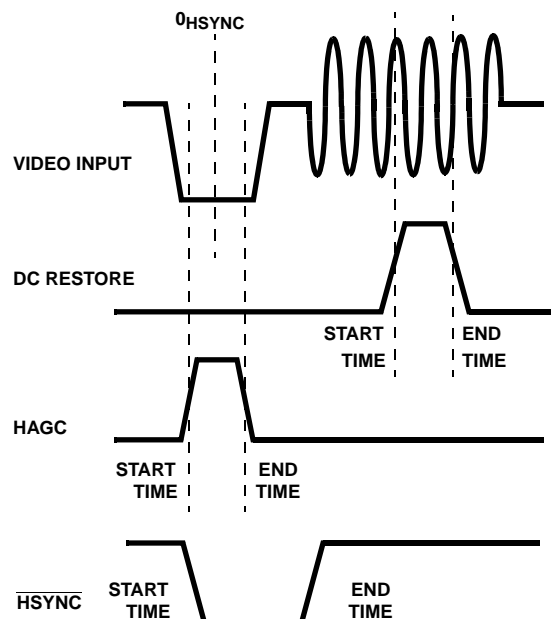 0HSYNC
VIDEO INPUT
DC RESTORE
START
TIME
END
TIME
HAGC
START
TIME
END
TIME
HSYNC
START
TIME
END
TIME